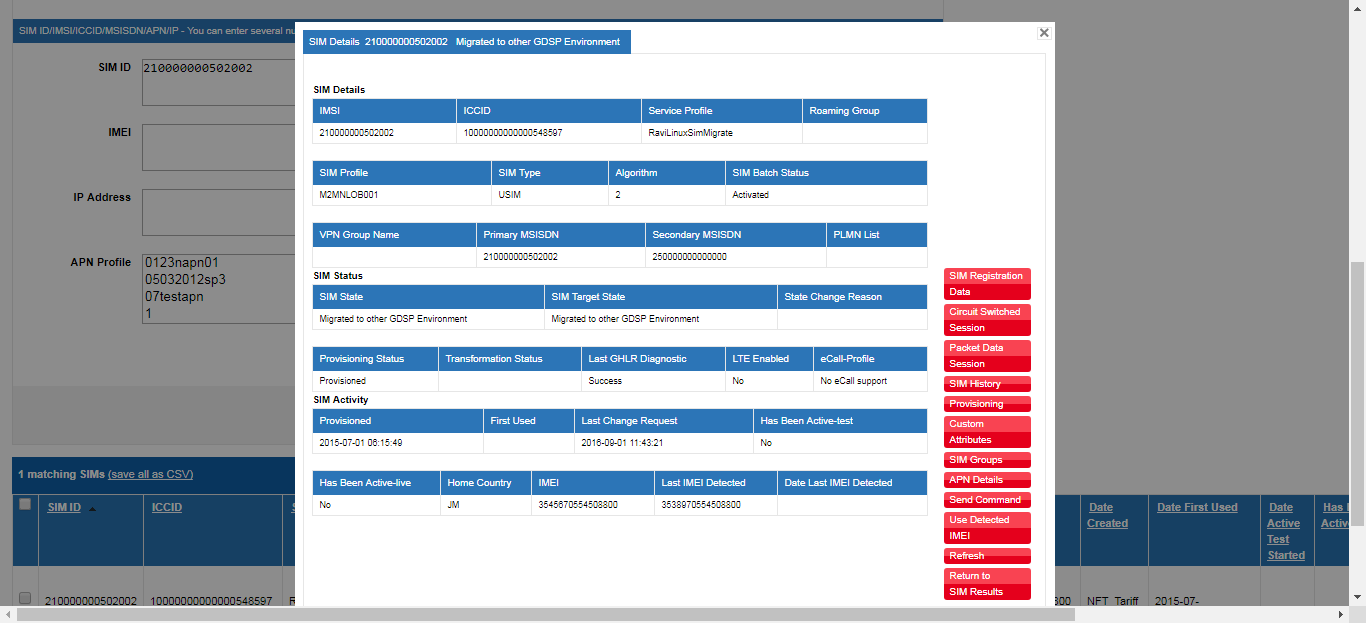 SIM ID/IMSI/ICCID/MSISDN/APN/IP - You can enter several nu
SIM ID
210000000502002
IMEI
IP Address
APN Profile
0123napn01
05032012sp3
07testapn
1
1 matching SIMs (save all as CSV)
SIM ID
ICCID
210000000502002
10000000000000548597
SIM Details 210000000502002 Migrated to other GDSP Environment
SIM Details
IMSI ICCID Service Profile Roaming Group
210000000502002 10000000000000548597 RaviLinuxSimMigrate
SIM Profile SIM Type Algorithm SIM Batch Status
M2MNLOB001 USIM 2 Activated
VPN Group Name Primary MSISDN Secondary MSISDN PLMN List
210000000502002 250000000000000
SIM Status
SIM State SIM Target State State Change Reason
Migrated to other GDSP Environment Migrated to other GDSP Environment
Provisioning Status Transformation Status Last GHLR Diagnostic LTE Enabled eCall-Profile
Provisioned Success No No eCall support
SIM Activity
Provisioned First Used Last Change Request Has Been Active-test
2015-07-01 06:15:49 2016-09-01 11:43:21 No
Has Been Active-live Home Country IMEI Last IMEI Detected Date Last IMEI Detected
No JM 3545670554508800 3538970554508800
SIM Registration
Data
Circuit Switched
Session
Packet Data
Session
SIM History
Provisioning
Custom
Attributes
SIM Groups
APN Details
Send Command
Use Detected
IMEI
Refresh
Return to
SIM Results
Date
Created
Date First Used
Date
Active
Test
Started
Has
Activ
300
NFT_Tariff
2015-07-